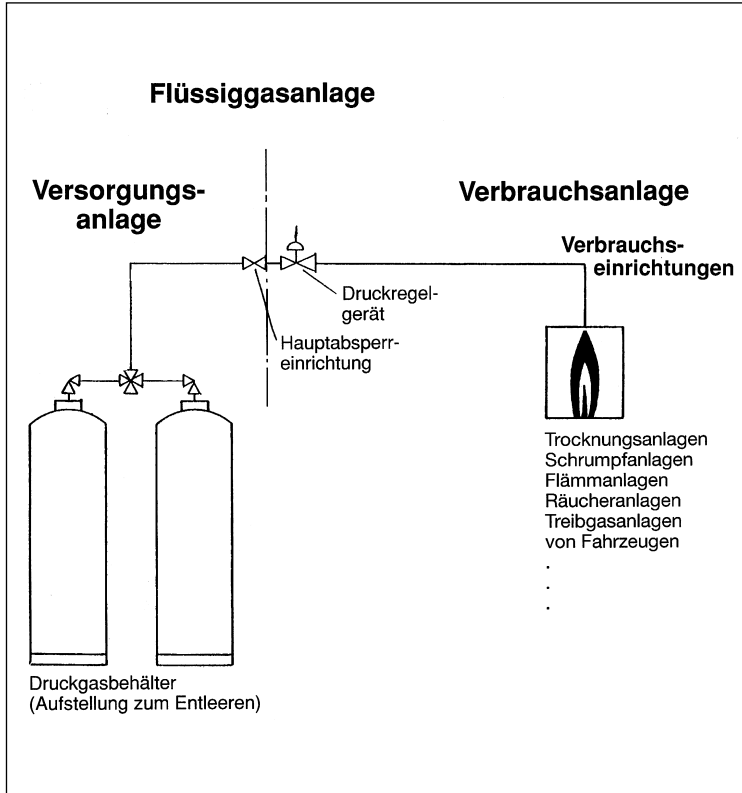 Flüssiggasanlage
Versorgungs-
anlage
Verbrauchsanlage
Verbrauchs-
einrichtungen
Druckregel-
gerät
Hauptabsperr-
einrichtung
Trocknungsanlagen
Schrumpfanlagen
Flämmanlagen
Räucheranlagen
Treibgasanlagen
von Fahrzeugen
.
.
.
Druckgasbehälter
(Aufstellung zum Entleeren)